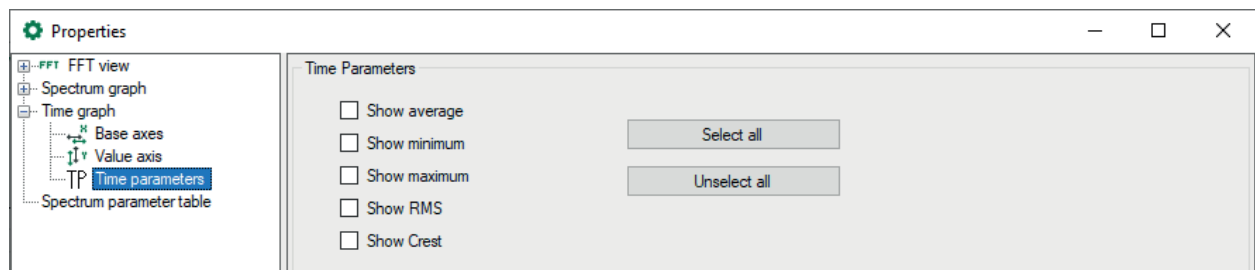 Properties
FFT FFT view
Spectrum graph
Time graph
X Base axes
Y Value axis
TP Time parameters
Spectrum parameter table
Time Parameters
Show average
Show minimum
Show maximum
Show RMS
Show Crest
Select all
Unselect all